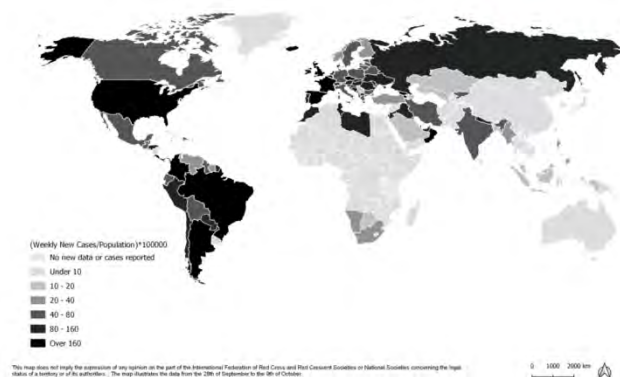 (Weekly New Cases/Population)*100000
No new data or cases reported
Under 10
10 - 20
20 - 40
40 - 80
80 - 160
Over 160
This map does not imply the expression of any opinion on the part of the International Federation of Red Cross and Red Crescent Societies or National Societies concerning the legal
status of a territory or of its authorities. The map illustrates the data from the 28th of September to the 9th of October.
0 1000 2000 km